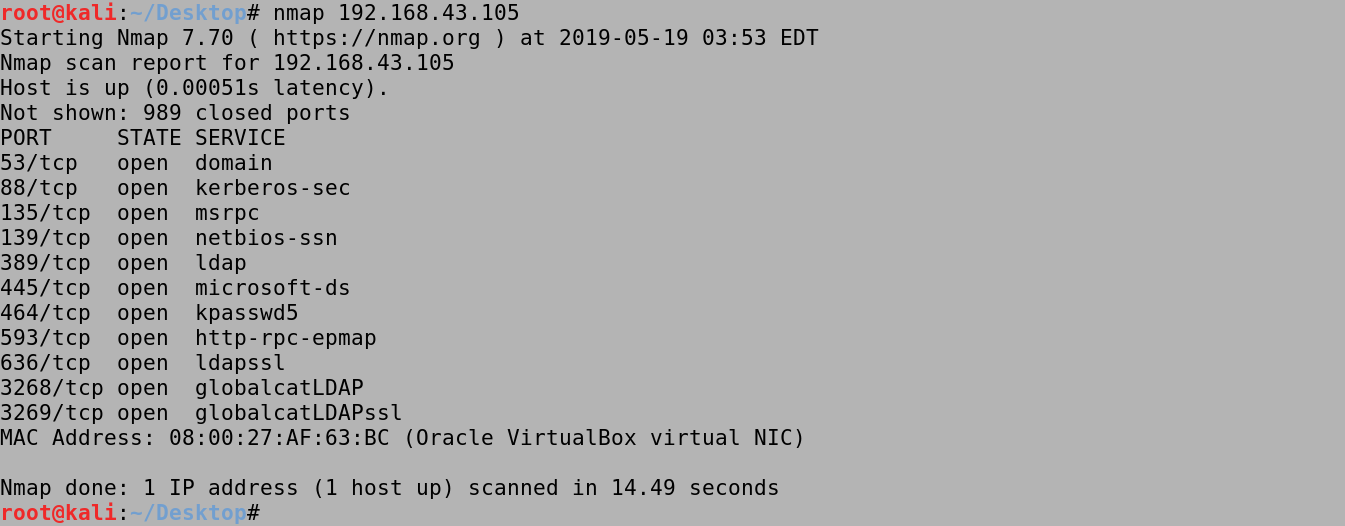 root@kali:~/Desktop# nmap 192.168.43.105
Starting Nmap 7.70 ( https://nmap.org ) at 2019-05-19 03:53 EDT
Nmap scan report for 192.168.43.105
Host is up (0.00051s latency).
Not shown: 989 closed ports
PORT     STATE SERVICE
53/tcp   open  domain
88/tcp   open  kerberos-sec
135/tcp  open  msrpc
139/tcp  open  netbios-ssn
389/tcp  open  ldap
445/tcp  open  microsoft-ds
464/tcp  open  kpasswd5
593/tcp  open  http-rpc-epmap
636/tcp  open  ldapssl
3268/tcp open  globalcatLDAP
3269/tcp open  globalcatLDAPssl
MAC Address: 08:00:27:AF:63:BC (Oracle VirtualBox virtual NIC)

Nmap done: 1 IP address (1 host up) scanned in 14.49 seconds
root@kali:~/Desktop#